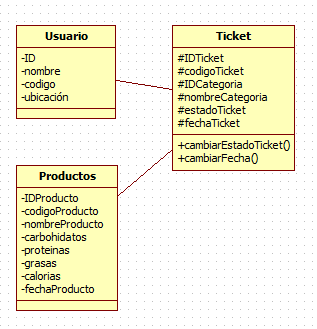 Usuario
-ID
-nombre
-codigo
-ubicación
Ticket
#IDTicket
#codigoTicket
#IDCategoria
#nombreCategoria
#estadoTicket
#fechaTicket
+cambiarEstadoTicket()
+cambiarFecha()
Productos
-IDProducto
-codigoProducto
-nombreProducto
-carbohidatos
-proteinas
-grasas
-calorias
-fechaProducto